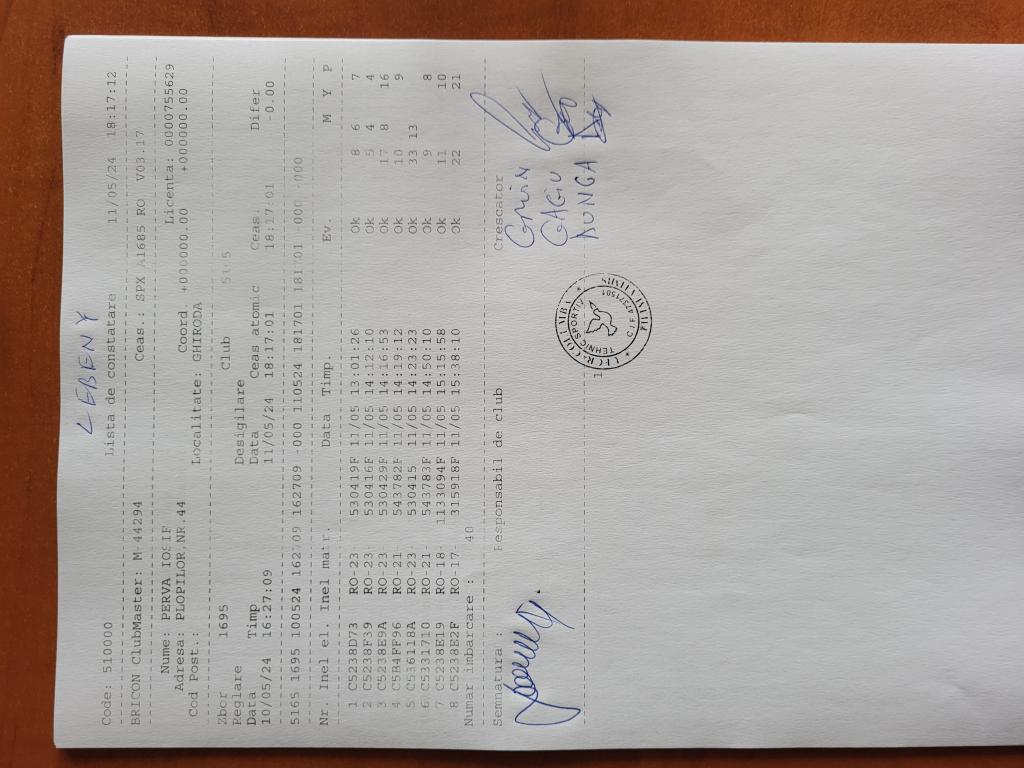 LEBENY
Code: 510000 Lista de constatare 11/05/24 18:17:12
BRICON ClubMaster: M 44294 Ceas.: SPX A1685 RO V03.17
Nume: PERVA IOSIF Licenta: 0000755629
Adresa: PLOPILOR,NR.44 Coord. +000000.00 +000000.00
Cod Post.: Localitate: GHIRODA
Zbor 1695 Club 5165
Reglare Desigilare
Data Timp Data Ceas atomic Ceas. Difer
10/05/24 16:27:09 11/05/24 18:17:01 18:17:01 -0.00
5165 1695 100524 162709 162709 -000 110524 181701 181701 -000 -000
Nr. Inel el. Inel matr. Data Timp. Ev. M Y P
1 C5238D73 RO-23- 530419F 11/05 13:01:26 Ok 8 6 7
2 C5238F39 RO-23- 530416F 11/05 14:12:10 Ok 5 4 4
3 C5238E9A RO-23- 530429F 11/05 14:16:53 Ok 17 8 16
4 C5B4FF96 RO-21- 543782F 11/05 14:19:12 Ok 10 9
5 C536118A RO-23- 530415 11/05 14:23:23 Ok 33 13
6 C5331710 RO-21- 543783F 11/05 14:50:10 Ok 9 8
7 C5238E19 RO-18- 1133094F 11/05 15:15:58 Ok 11 10
8 C5238E2F RO-17- 315918F 11/05 15:38:10 Ok 22 21
Numar imbarcare : 40
Semnatura : Responsabil de club Crescator
GAGIU
DUNGA
UFCR-COLUMBA
TEHNIC SPORTIV
C.I.F. 47371501
1